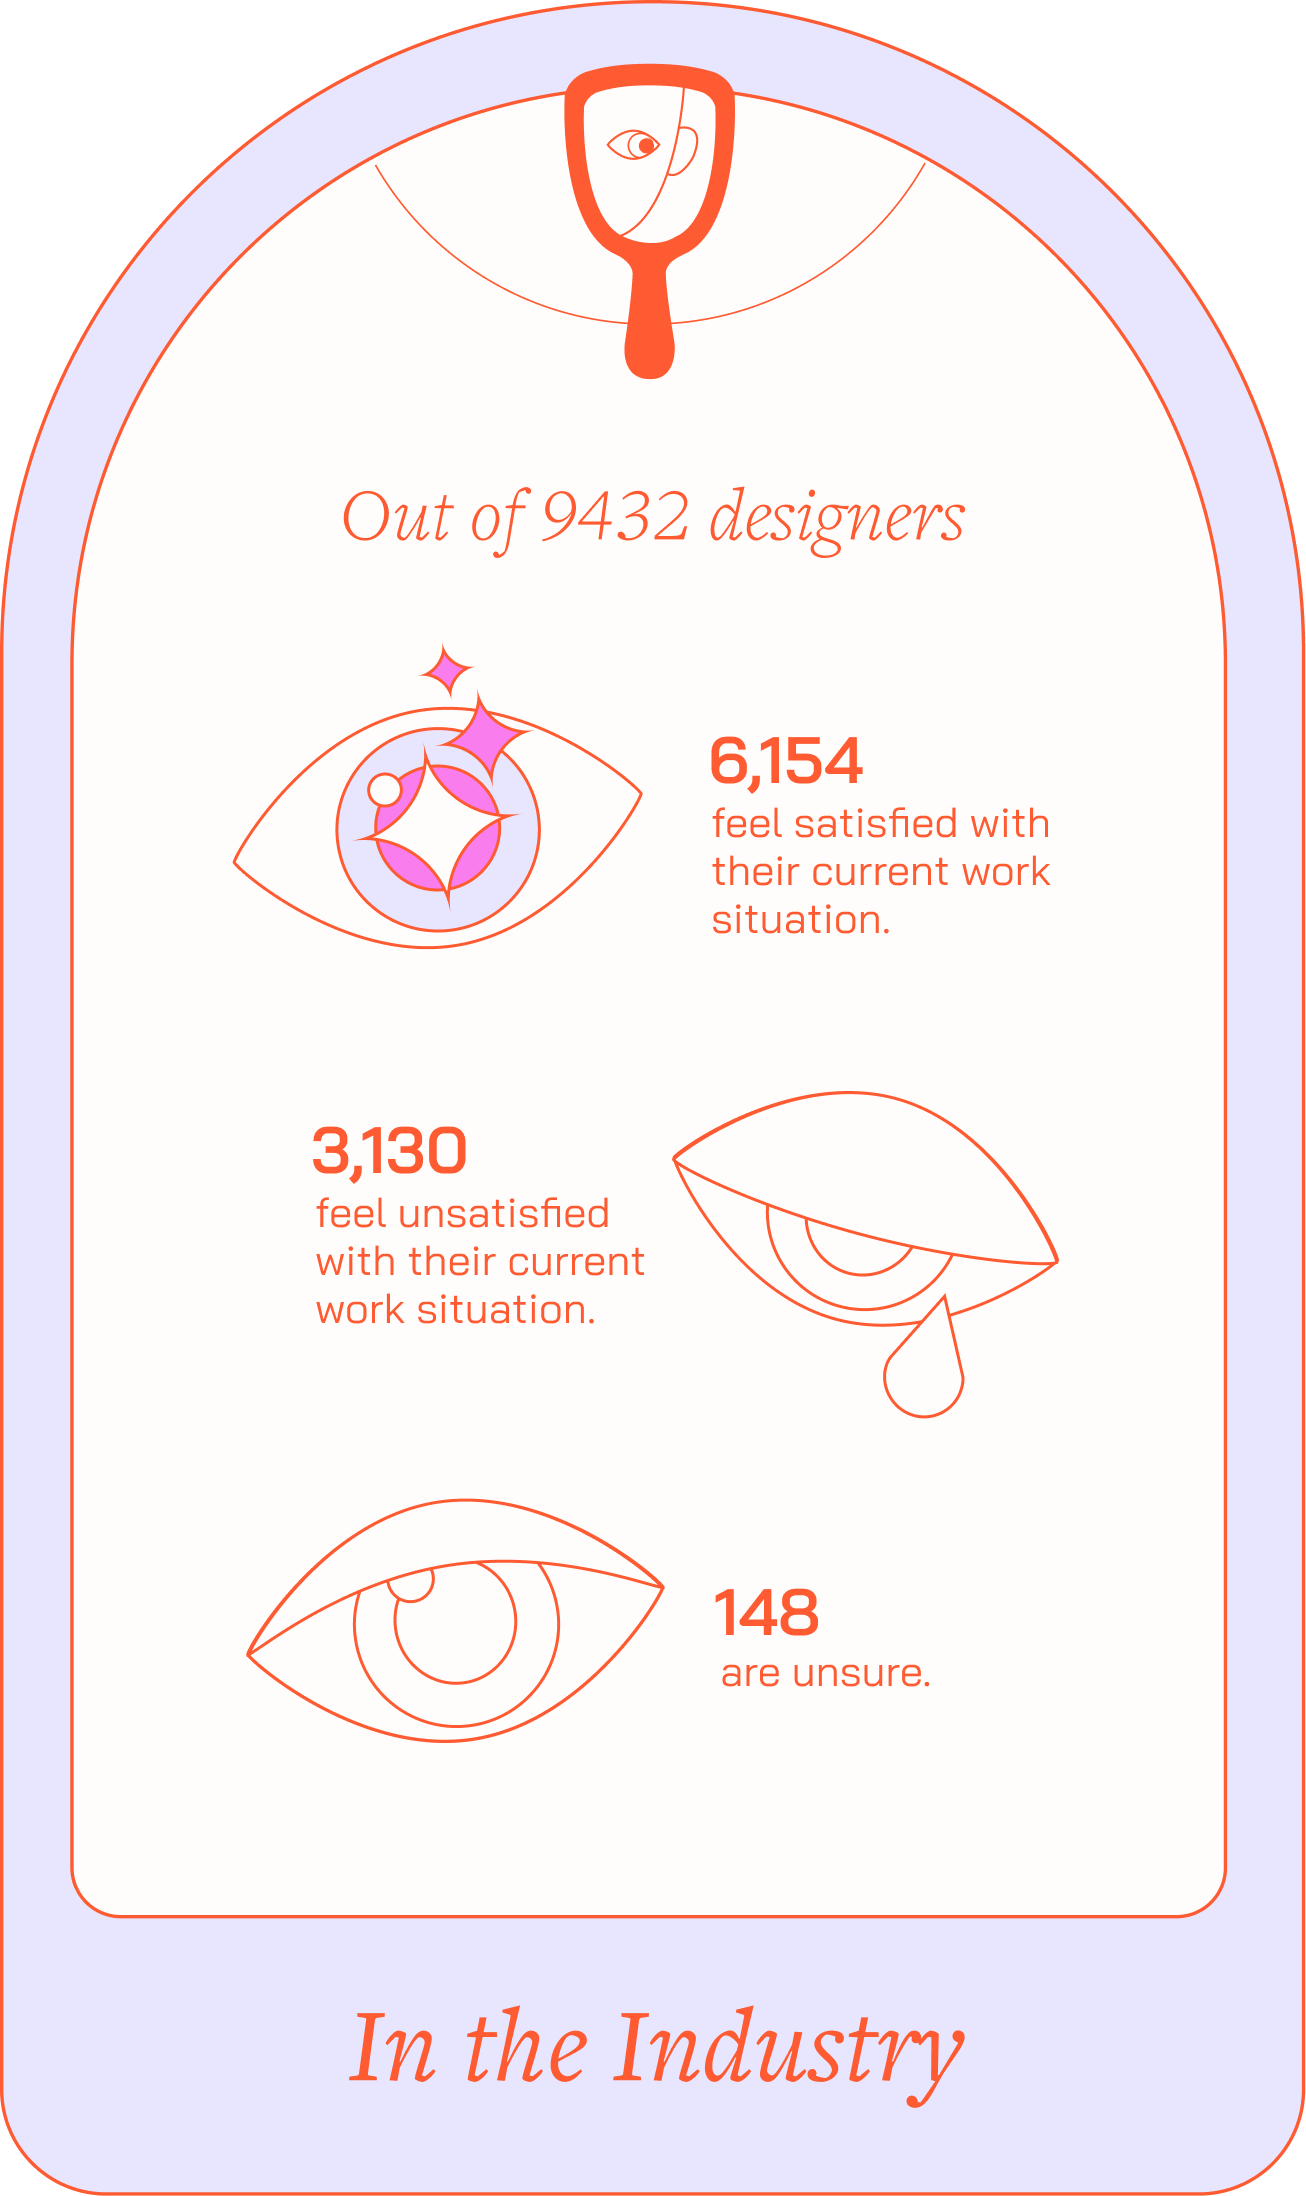 Out of 9432 designers
6,154
feel satisfied with
their current work
situation.
3,130
feel unsatisfied
with their current
work situation.
148
are unsure.
In the Industry